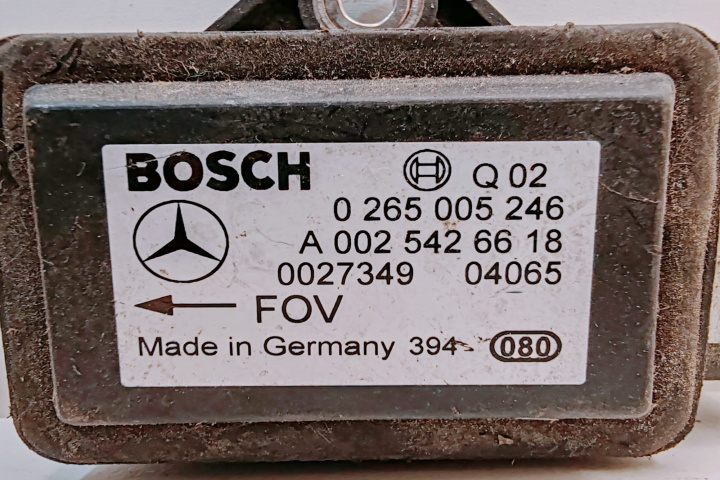 BOSCH Q 02
0 265 005 246
A 002 542 66 18
0027349 04065
FOV
Made in Germany 394- 080